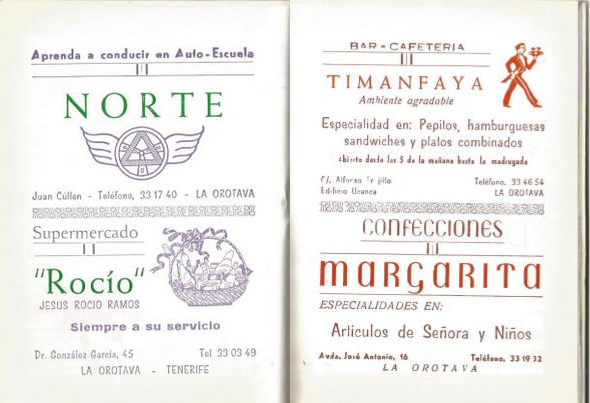 Aprenda a conducir en Auto-Escuela
NORTE
Juan Cúllen - Teléfono, 33 17 40 - LA OROTAVA
Supermercado
"Rocío"
JESUS ROCIO RAMOS
Siempre a su servicio
Dr. González García, 45 Tel 33 03 49
LA OROTAVA - TENERIFE
BAR - CAFETERIA
TIMANFAYA
Ambiente agradable
Especialidad en: Pepitos, hamburguesas
sandwiches y platos combinados
Abierto desde las 5 de la mañana hasta la madrugada
C/. Alfonso Trujillo Teléfono, 33 46 54
Edificio Ucanca LA OROTAVA
CONFECCIONES
MARGARITA
ESPECIALIDADES EN:
Artículos de Señora y Niños
Avda. José Antonio, 16 Teléfono, 33 19 32
LA OROTAVA